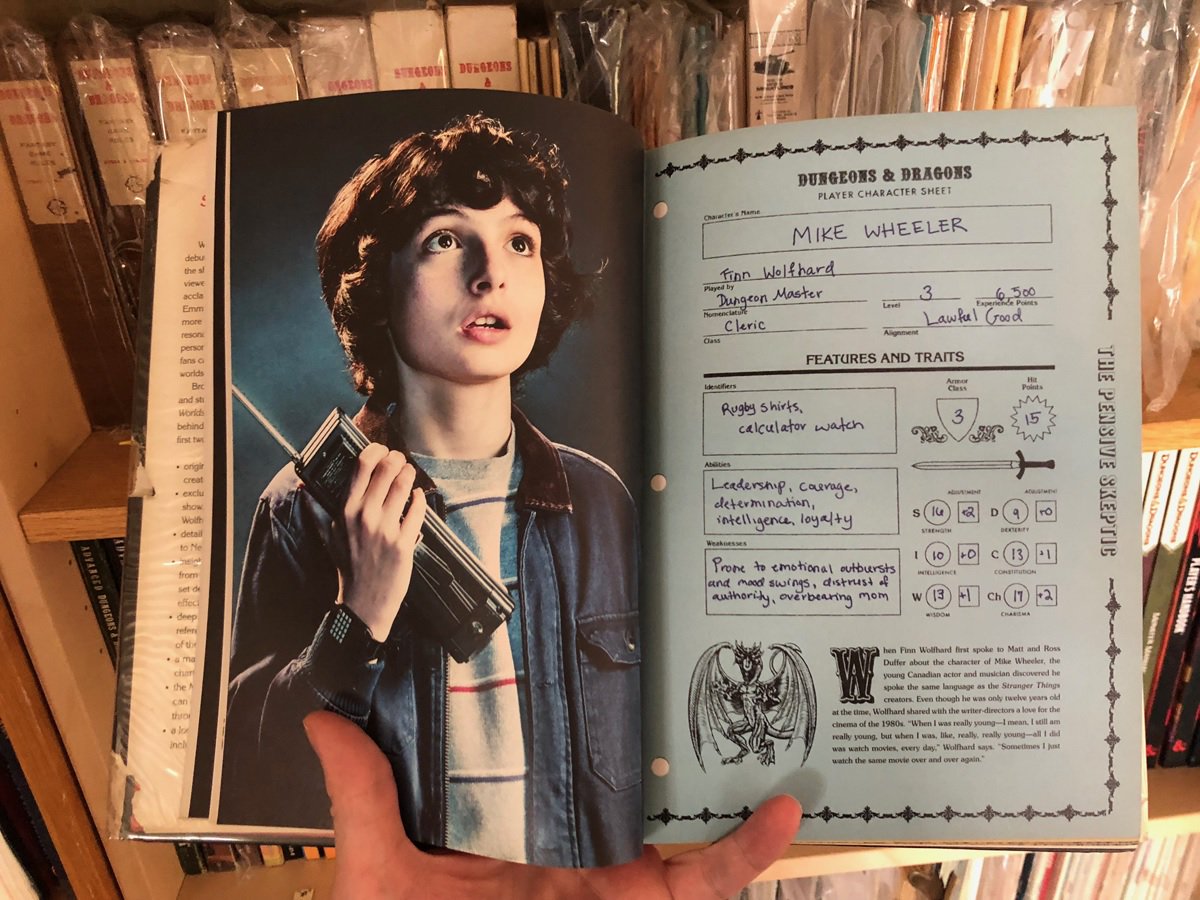 DUNGEONS & DRAGONS
PLAYER CHARACTER SHEET
Character's Name
MIKE WHEELER
Finn Wolfhard
Played by
Dungeon Master
Nomenclature
3
Level
6,500
Experience Points
Cleric
Class
Lawful Good
Alignment
FEATURES AND TRAITS
Identifiers
Rugby shirts,
calculator watch
Armor
Class
3
Hit
Points
15
Abilities
Leadership, courage,
determination,
intelligence, loyalty
Weaknesses
Prone to emotional outbursts
and mood swings, distrust of
authority, overbearing mom
ADJUSTMENT ADJUSTMENT
S 16 +2 D 9 +0
STRENGTH DEXTERITY
I 10 +0 C 13 +1
INTELLIGENCE CONSTITUTION
W 13 +1 Ch 17 +2
WISDOM CHARISMA
When Finn Wolfhard first spoke to Matt and Ross
Duffer about the character of Mike Wheeler, the
young Canadian actor and musician discovered he
spoke the same language as the Stranger Things
creators. Even though he was only twelve years old
at the time, Wolfhard shared with the writer-directors a love for the
cinema of the 1980s. "When I was really young—I mean, I still am
really young, but when I was, like, really, really young—all I did
was watch movies, every day," Wolfhard says. "Sometimes I just
watch the same movie over and over again."
THE PENSIVE SKEPTIC
DUNGEONS
&
DUNGEONS
DUNGEONS
ADVANCED DUNGEONS &